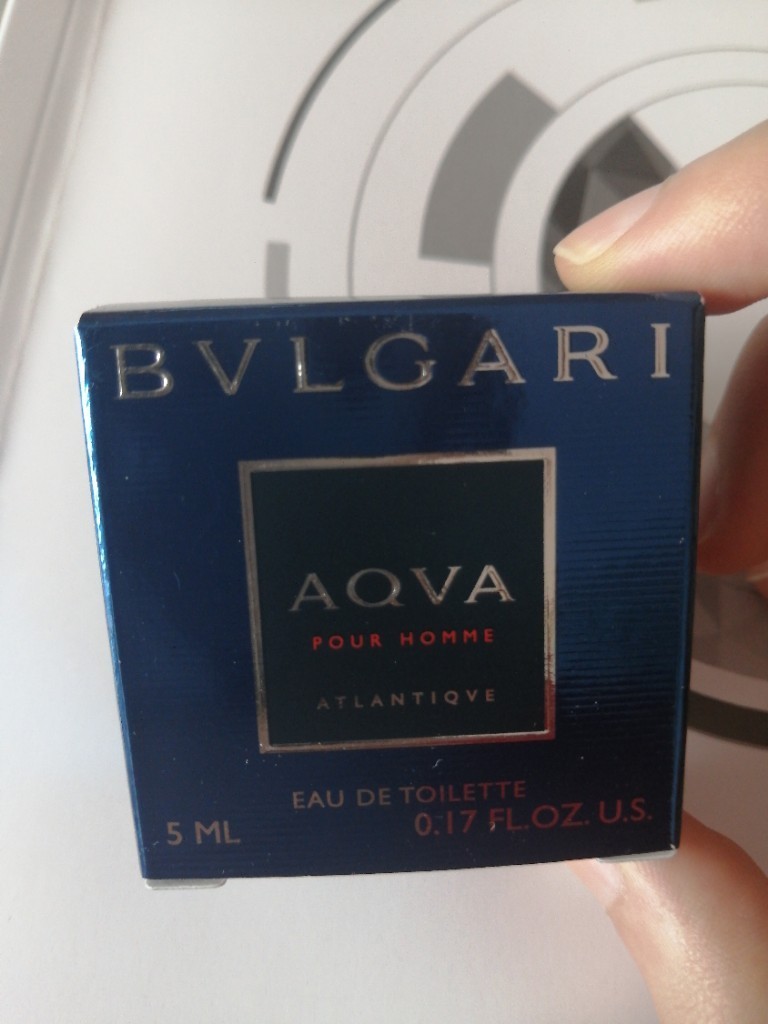 BVLGARI
AQVA
POUR HOMME
ATLANTIQVE
EAU DE TOILETTE
5 ML 0.17 FL.OZ. U.S.